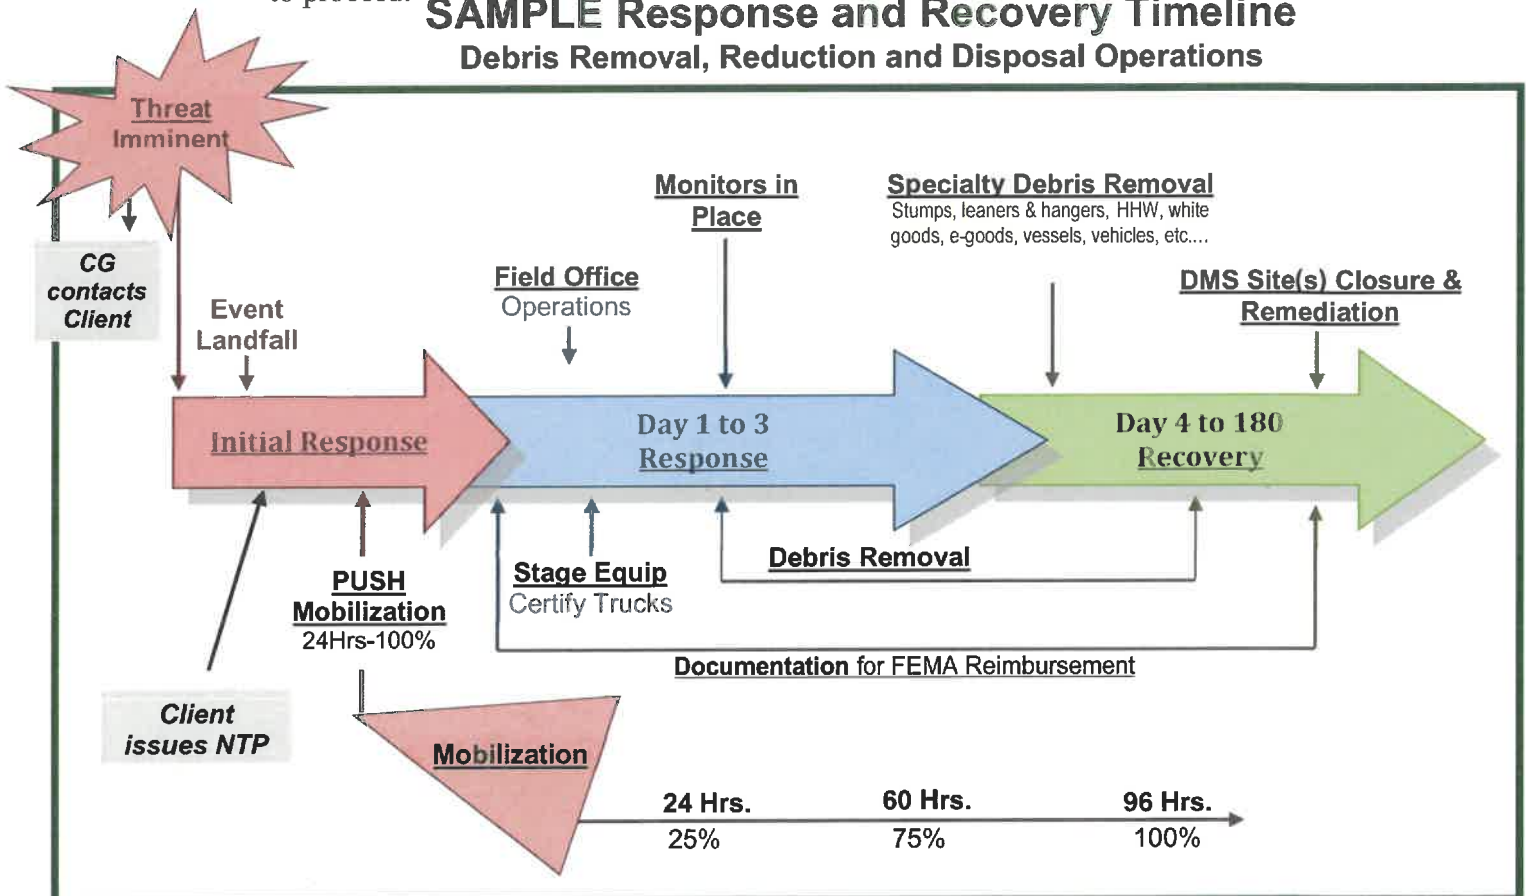 to proceed.
SAMPLE Response and Recovery Timeline
Debris Removal, Reduction and Disposal Operations
Threat
Imminent
CG
contacts
Client
Event
Landfall
Field Office
Operations
Monitors in
Place
Specialty Debris Removal
Stumps, leaners & hangers, HHW, white
goods, e-goods, vessels, vehicles, etc....
DMS Site(s) Closure &
Remediation
Initial Response
Day 1 to 3
Response
Day 4 to 180
Recovery
PUSH
Mobilization
24Hrs-100%
Stage Equip
Certify Trucks
Debris Removal
Documentation for FEMA Reimbursement
Client
issues NTP
Mobilization
24 Hrs.
25%
60 Hrs.
75%
96 Hrs.
100%